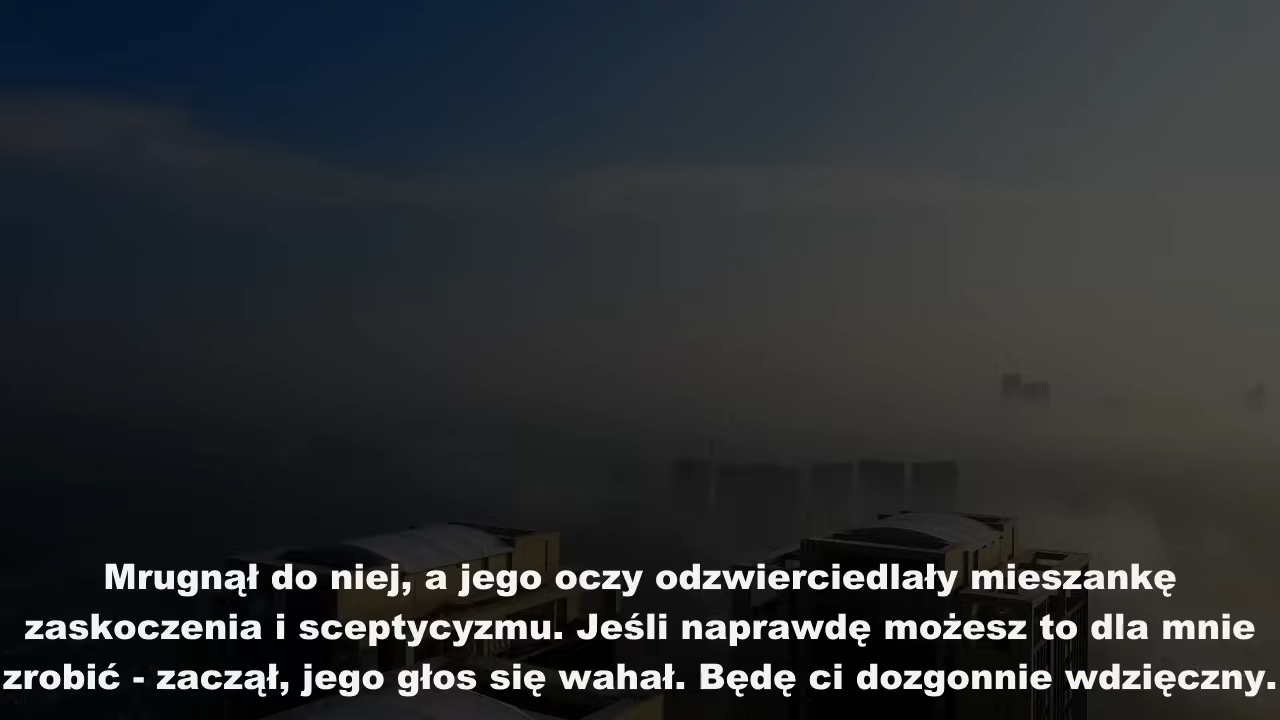 Mrugnął do niej, a jego oczy odzwierciedlały mieszankę
zaskoczenia i sceptycyzmu. Jeśli naprawdę możesz to dla mnie
zrobić - zaczął, jego głos się wahał. Będę ci dozgonnie wdzięczny.